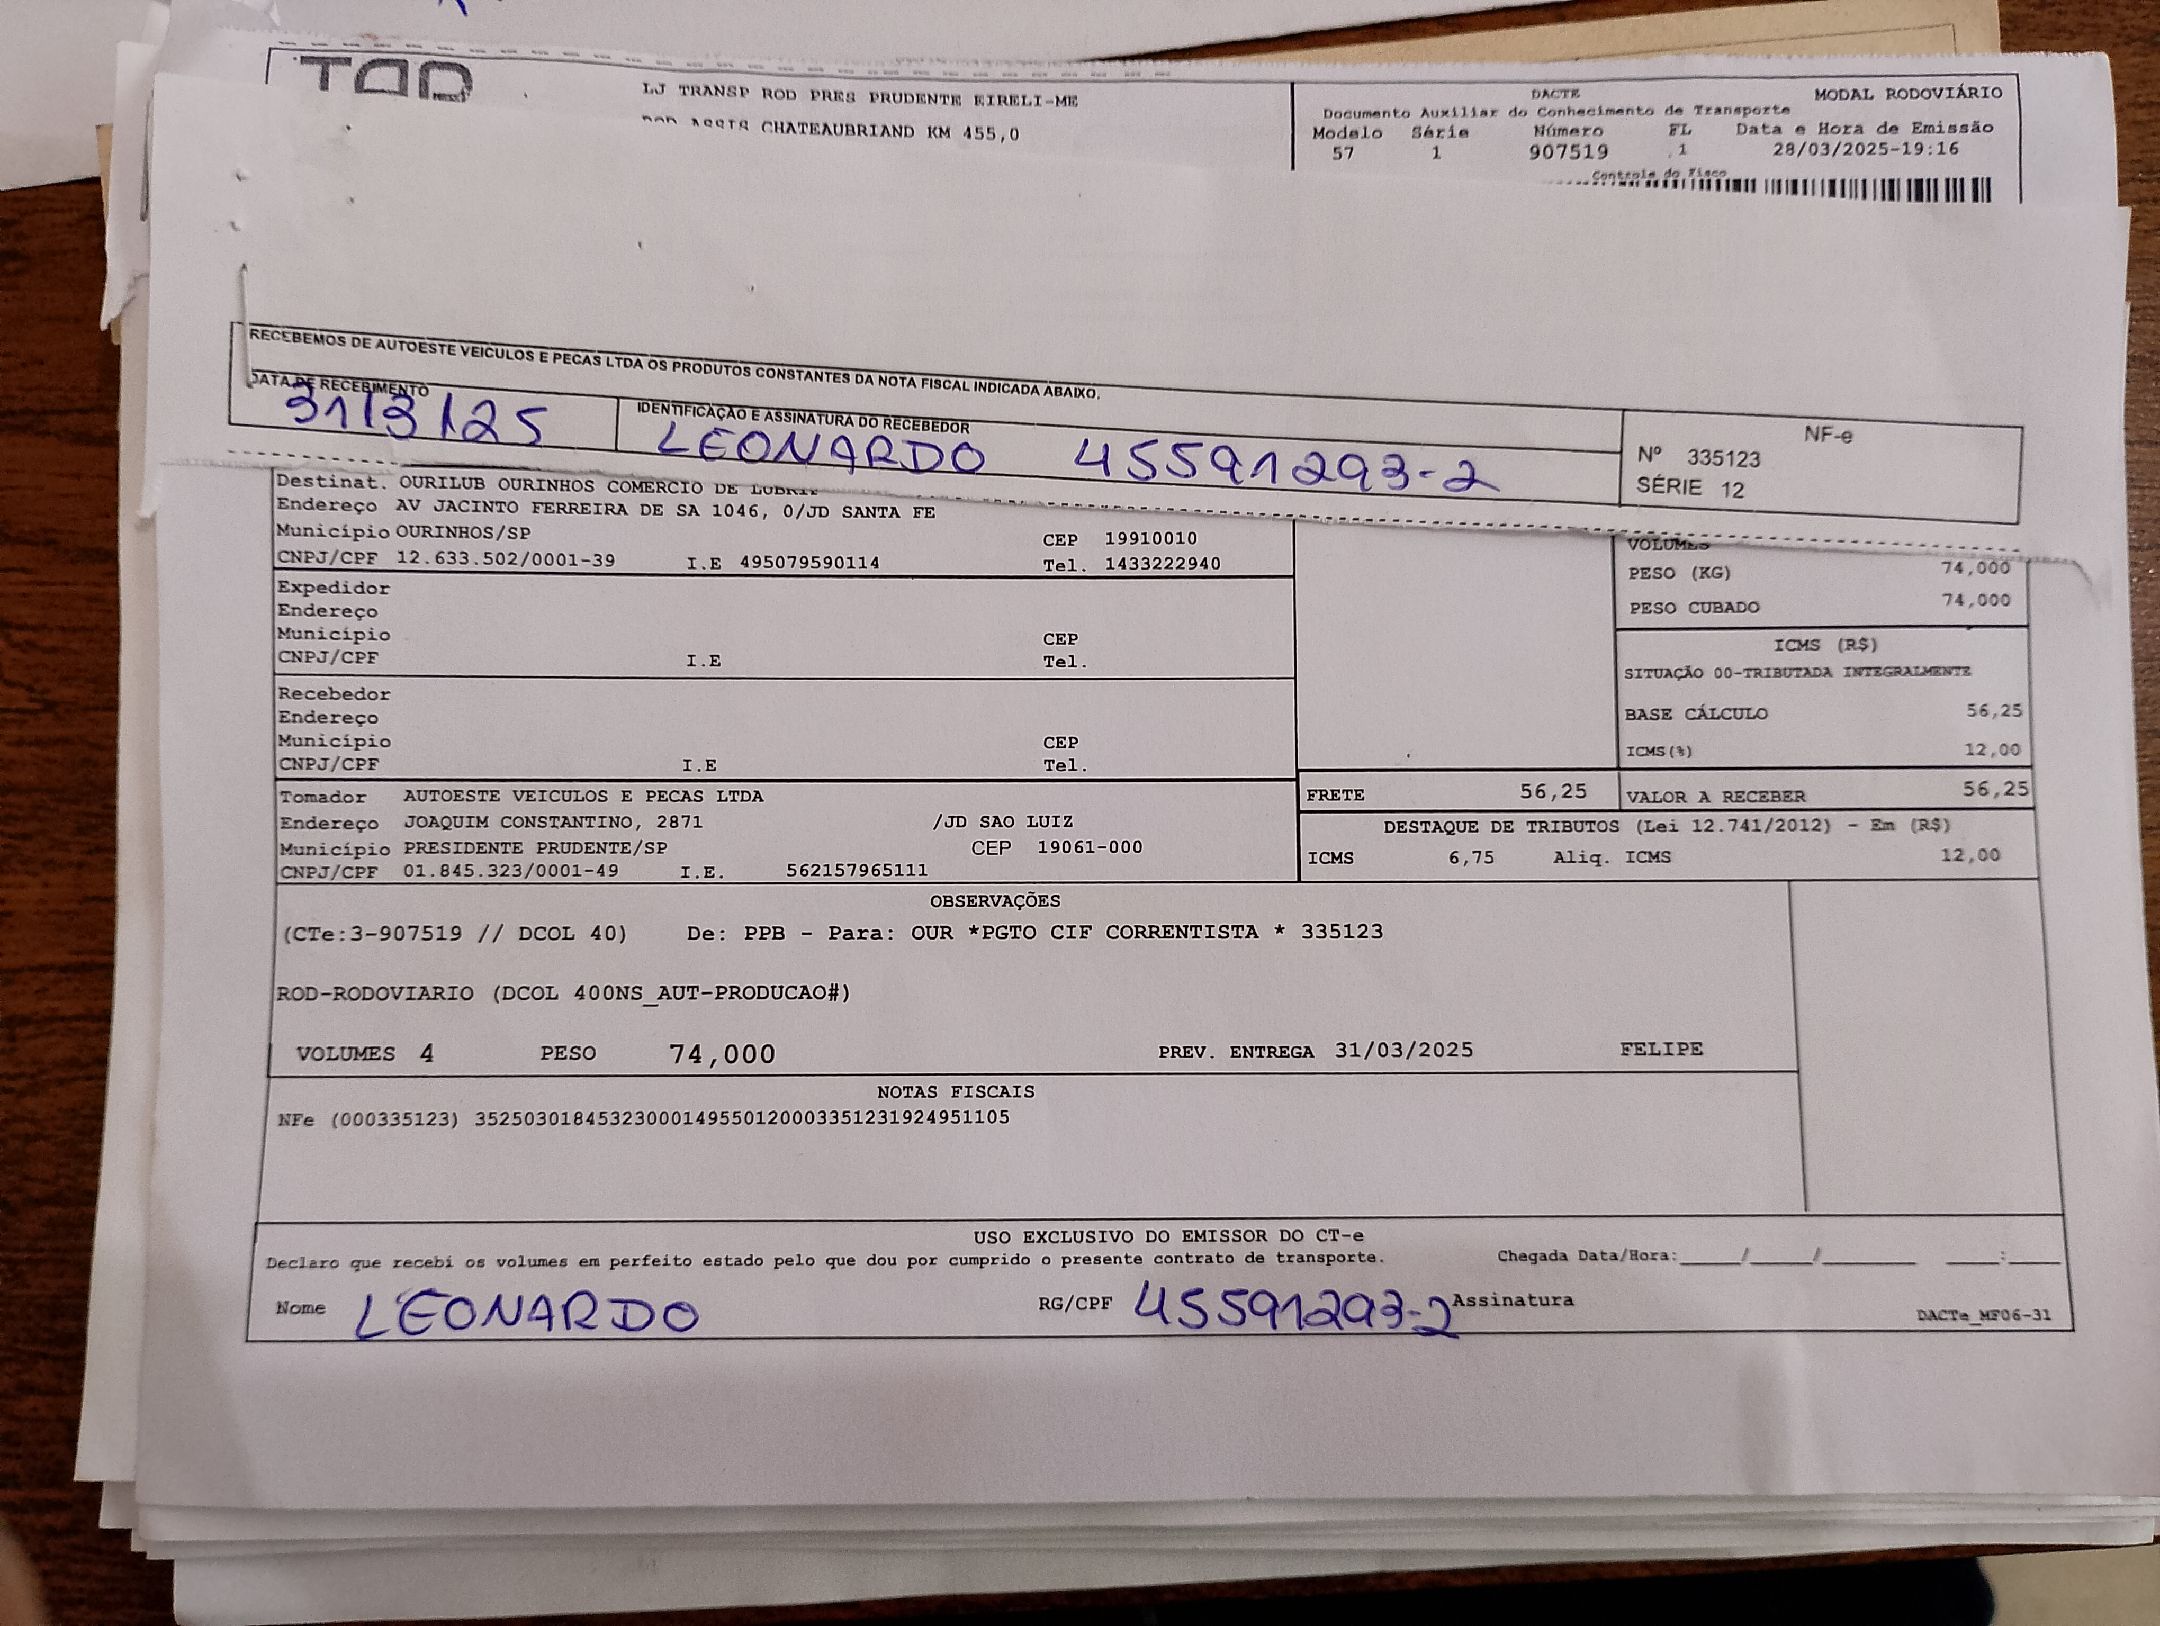 LJ TRANSP ROD PRES PRUDENTE EIRELI-ME
ASSIS CHATEAUBRIAND KM 455,0
DACTE MODAL RODOVIÁRIO
Documento Auxiliar do Conhecimento de Transporte
Modelo Série Número FL Data e Hora de Emissão
57 1 907519 1 28/03/2025-19:16
Controle do Fisco
RECEBEMOS DE AUTOESTE VEICULOS E PECAS LTDA OS PRODUTOS CONSTANTES DA NOTA FISCAL INDICADA ABAIXO.
DATA DE RECEBIMENTO
31/3/25
IDENTIFICAÇÃO E ASSINATURA DO RECEBEDOR
LEONARDO 45591293-2
NF-e
Nº 335123
SÉRIE 12
Destinat. OURILUB OURINHOS COMERCIO DE
Endereço AV JACINTO FERREIRA DE SA 1046, 0/JD SANTA FE
Município OURINHOS/SP CEP 19910010
CNPJ/CPF 12.633.502/0001-39 I.E 495079590114 Tel. 1433222940
Expedidor
Endereço
Município CEP
CNPJ/CPF I.E Tel.
Recebedor
Endereço
Município CEP
CNPJ/CPF I.E Tel.
Tomador AUTOESTE VEICULOS E PECAS LTDA
Endereço JOAQUIM CONSTANTINO, 2871 /JD SAO LUIZ
Município PRESIDENTE PRUDENTE/SP CEP 19061-000
CNPJ/CPF 01.845.323/0001-49 I.E. 562157965111
VOLUMES
PESO (KG) 74,000
PESO CUBADO 74,000
ICMS (R$)
SITUAÇÃO 00-TRIBUTADA INTEGRALMENTE
BASE CÁLCULO 56,25
ICMS(%) 12,00
FRETE 56,25 VALOR A RECEBER 56,25
DESTAQUE DE TRIBUTOS (Lei 12.741/2012) - Em (R$)
ICMS 6,75 Aliq. ICMS 12,00
OBSERVAÇÕES
(CTe:3-907519 // DCOL 40) De: PPB - Para: OUR *PGTO CIF CORRENTISTA * 335123
ROD-RODOVIARIO (DCOL 400NS_AUT-PRODUCAO#)
VOLUMES 4 PESO 74,000 PREV. ENTREGA 31/03/2025 FELIPE
NOTAS FISCAIS
NFe (000335123) 35250301845323000149550120003351231924951105
USO EXCLUSIVO DO EMISSOR DO CT-e
Declaro que recebi os volumes em perfeito estado pelo que dou por cumprido o presente contrato de transporte. Chegada Data/Hora:____/____/______ ___:___
Nome LEONARDO RG/CPF 45591293-2 Assinatura
DACTe_MF06-31